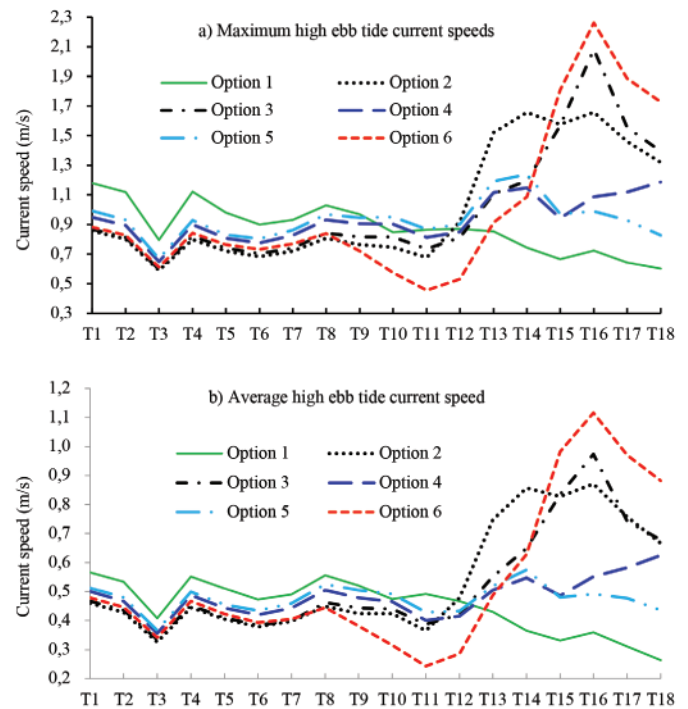 a) Maximum high ebb tide current speeds
Option 1 Option 2
Option 3 Option 4
Option 5 Option 6
Current speed (m/s)
2,3
2,1
1,9
1,7
1,5
1,3
1,1
0,9
0,7
0,5
0,3
T1 T2 T3 T4 T5 T6 T7 T8 T9 T10 T11 T12 T13 T14 T15 T16 T17 T18
b) Average high ebb tide current speed
Option 1 Option 2
Option 3 Option 4
Option 5 Option 6
Current speed (m/s)
1,2
1,1
1,0
0,9
0,8
0,7
0,6
0,5
0,4
0,3
0,2
T1 T2 T3 T4 T5 T6 T7 T8 T9 T10 T11 T12 T13 T14 T15 T16 T17 T18